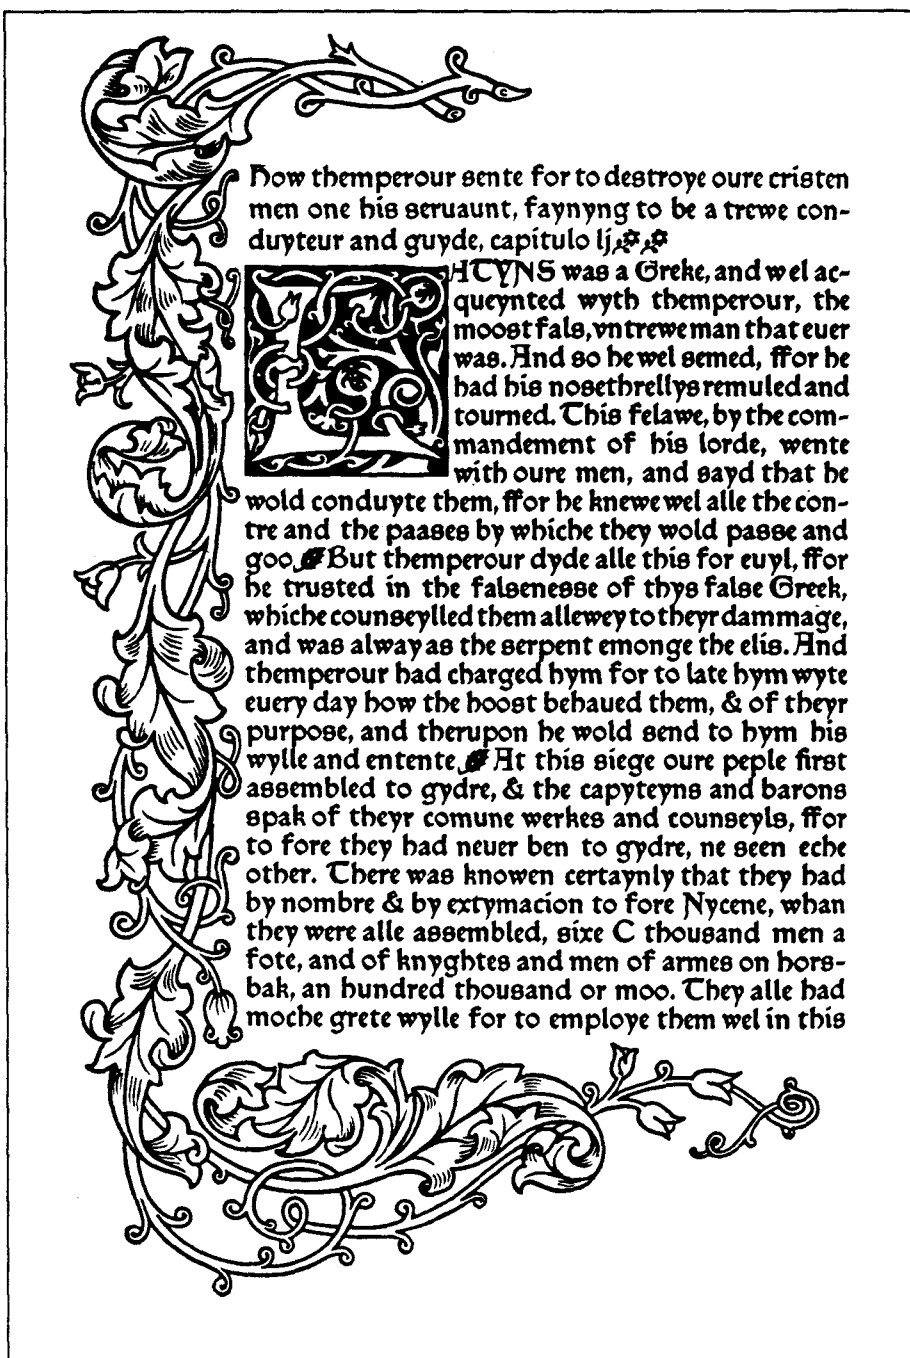 How themperour sente for to destroye oure cristen
men one his seruaunt, faynyng to be a trewe con-
duyteur and guyde, capitulo lj
LATYNS was a Greke, and wel ac-
queynted wyth themperour, the
moost fals, vntrewe man that euer
was. And so he wel semed, ffor he
had his nosethrellys remuled and
tourned. This felawe, by the com-
mandement of his lorde, wente
with oure men, and sayd that he
wold conduyte them, ffor he knewe wel alle the con-
tre and the paases by whiche they wold passe and
goo. But themperour dyde alle this for euyl, ffor
he trusted in the falsenesse of thys false Greek,
whiche counseylled them allewey to theyr dammage,
and was alway as the serpent emonge the elis. And
themperour had charged hym for to late hym wyte
euery day how the hoost behaued them, & of theyr
purpose, and therupon he wold send to hym his
wylle and entente. At this siege oure peple first
assembled to gydre, & the capyteyns and barons
spak of theyr comune werkes and counseyls, ffor
to fore they had neuer ben to gydre, ne seen eche
other. There was knowen certaynly that they had
by nombre & by extymacion to fore Nycene, whan
they were alle assembled, sixe C thousand men a
fote, and of knyghtes and men of armes on hors-
bak, an hundred thousand or moo. They alle had
moche grete wylle for to employe them wel in this